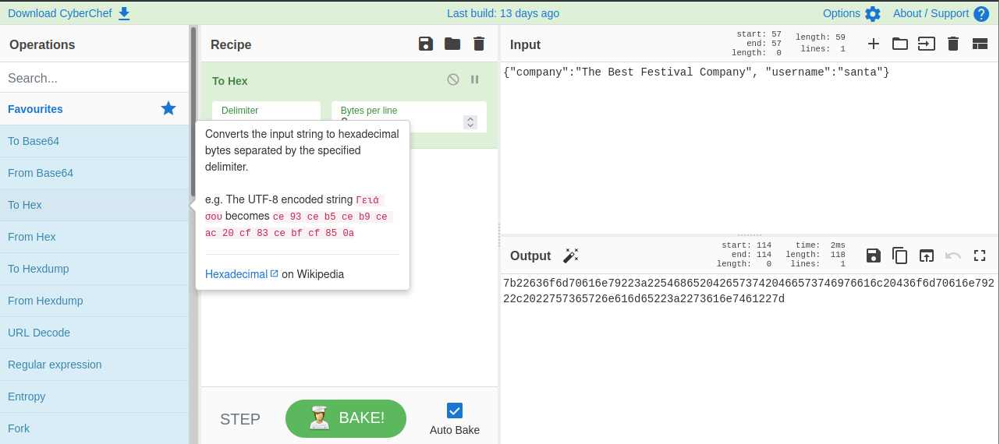 Download CyberChef
Last build: 13 days ago
Options
About / Support
Operations
Search...
Favourites
To Base64
From Base64
To Hex
From Hex
To Hexdump
From Hexdump
URL Decode
Regular expression
Entropy
Fork
Recipe
To Hex
Delimiter
Bytes per line
Converts the input string to hexadecimal
bytes separated by the specified
delimiter.
e.g. The UTF-8 encoded string Γειά
σου becomes ce 93 ce b5 ce b9 ce
ac 20 cf 83 ce bf cf 85 0a
Hexadecimal on Wikipedia
STEP
BAKE!
Auto Bake
Input
start: 57
end: 57
length: 0
length: 59
lines: 1
{"company":"The Best Festival Company", "username":"santa"}
Output
start: 114
end: 114
length: 0
time: 2ms
length: 118
lines: 1
7b22636f6d70616e79223a22546865204265737420466573746976616c20436f6d70616e792
22c2022757365726e616d65223a2273616e7461227d